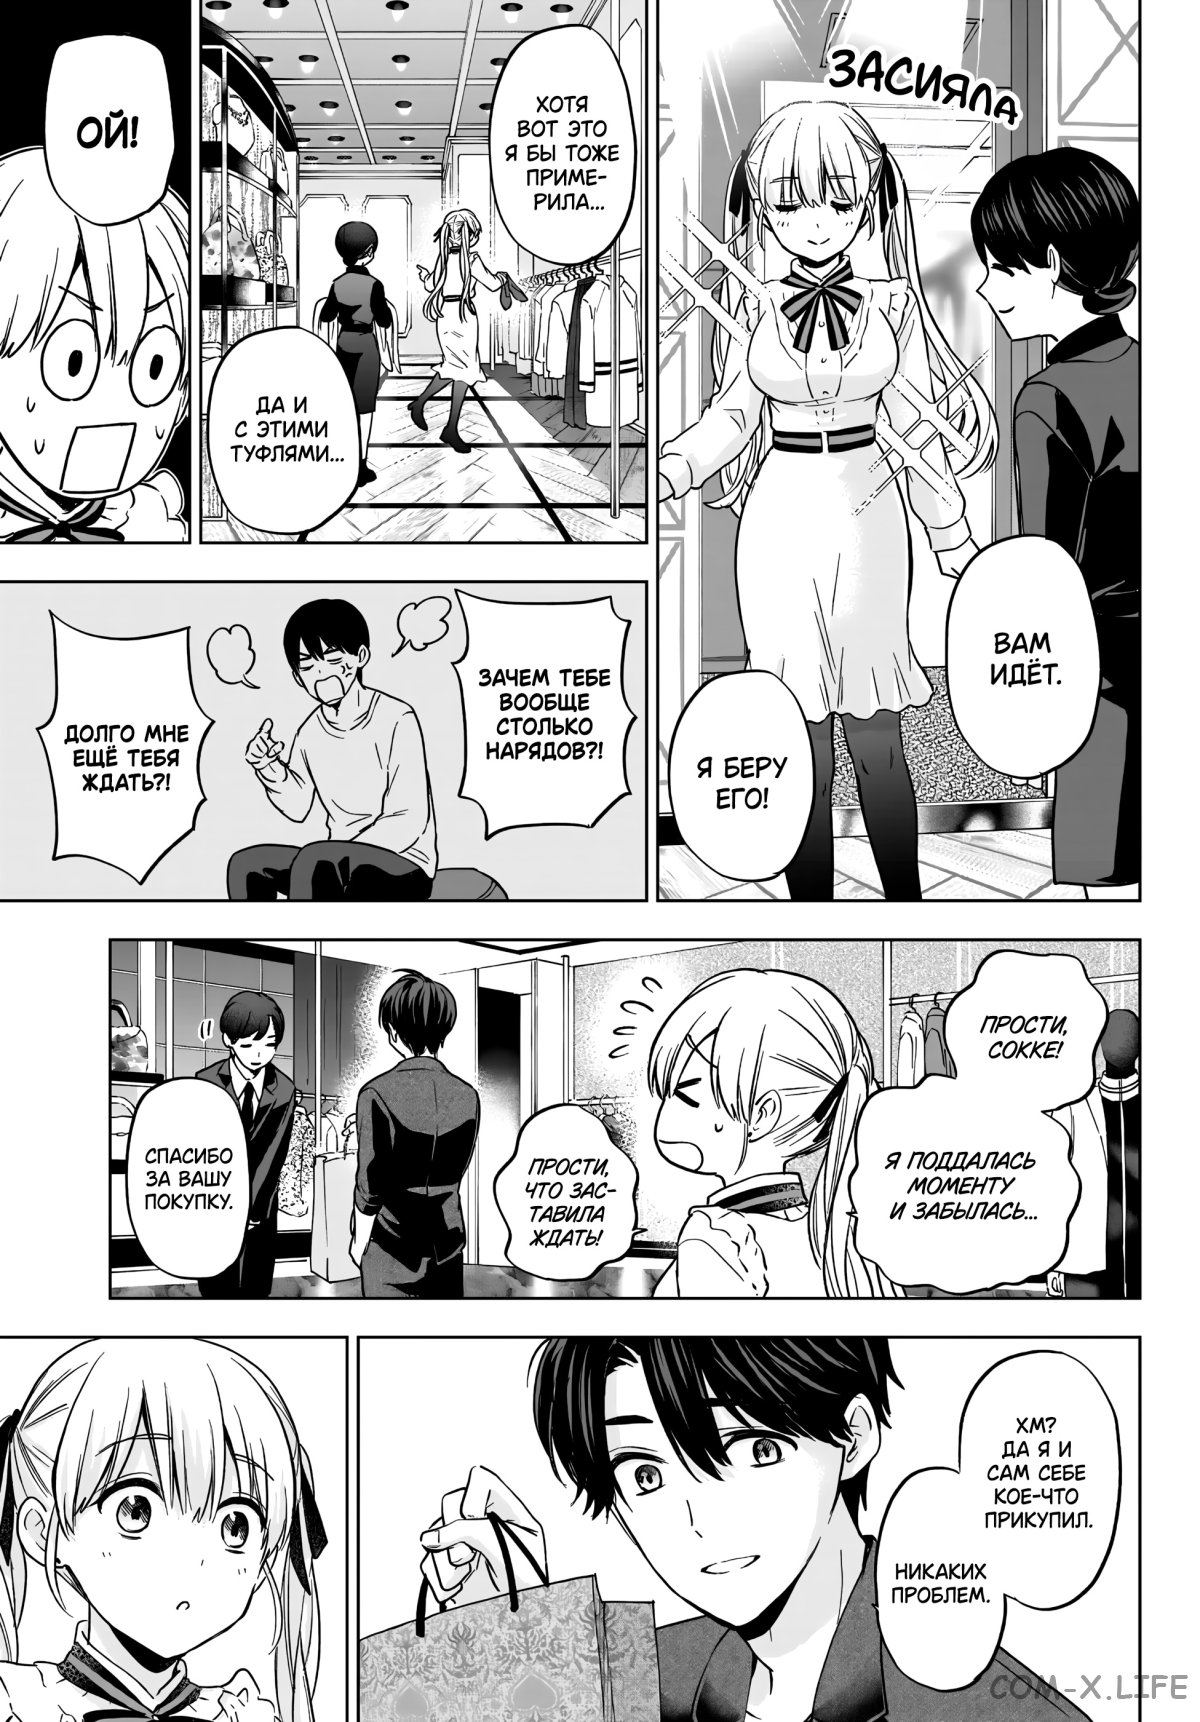 ЗАСИЯЛА
ВАМ
ИДЁТ.
Я БЕРУ
ЕГО!
ХОТЯ
ВОТ ЭТО
Я БЫ ТОЖЕ
ПРИМЕ-
РИЛА...
ДА И
С ЭТИМИ
ТУФЛЯМИ...
ОЙ!
ЗАЧЕМ ТЕБЕ
ВООБЩЕ
СТОЛЬКО
НАРЯДОВ?!
ДОЛГО МНЕ
ЕЩЁ ТЕБЯ
ЖДАТЬ?!
ПРОСТИ,
СОККЕ!
Я ПОДДАЛАСЬ
МОМЕНТУ
И ЗАБЫЛАСЬ...
ПРОСТИ,
ЧТО ЗАС-
ТАВИЛА
ЖДАТЬ!
СПАСИБО
ЗА ВАШУ
ПОКУПКУ.
ХМ?
ДА Я И
САМ СЕБЕ
КОЕ-ЧТО
ПРИКУПИЛ.
НИКАКИХ
ПРОБЛЕМ.
COM-X.LIFE